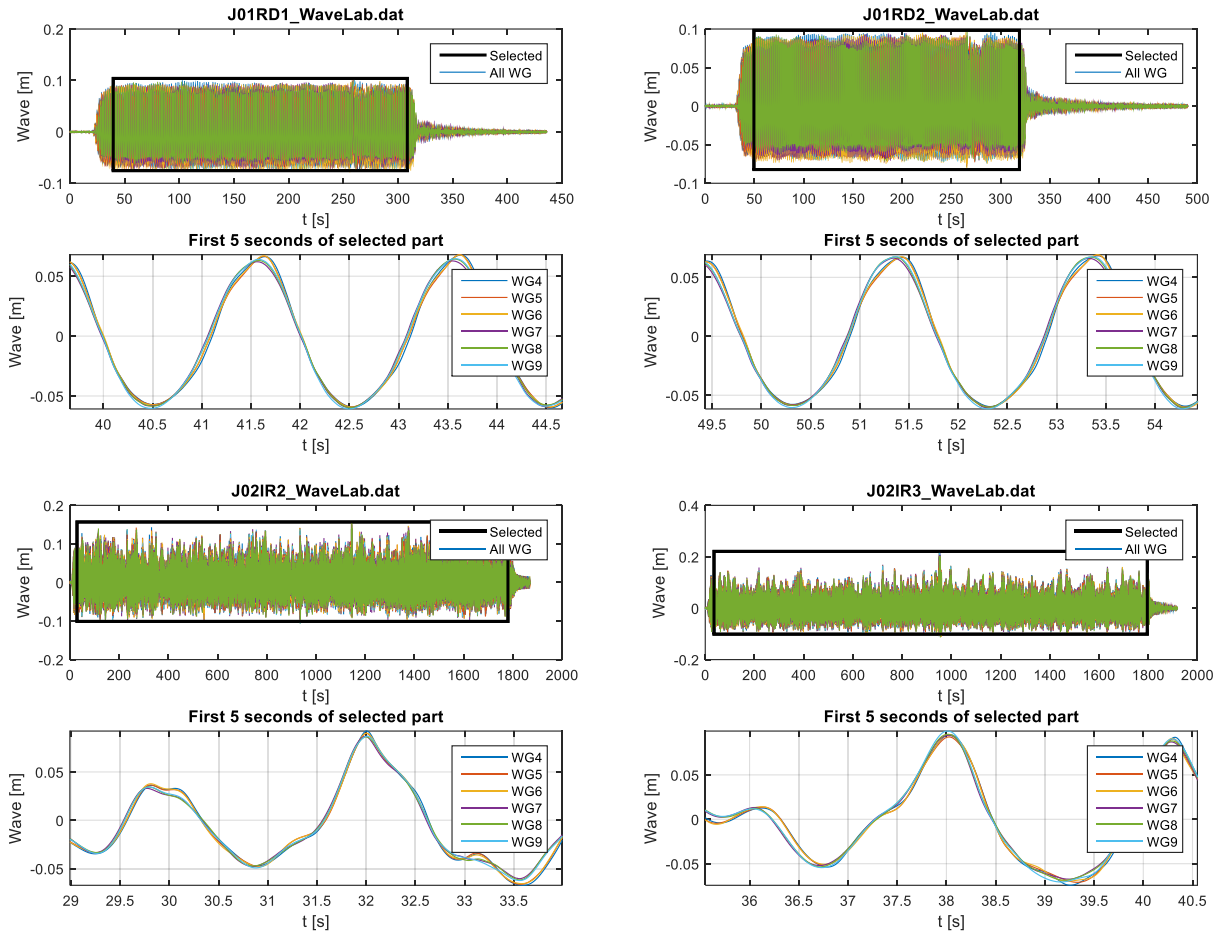 J01RD1_WaveLab.dat
0.2
0.1
0
-0.1
Wave [m]
Selected
All WG
0 50 100 150 200 250 300 350 400 450
t [s]
First 5 seconds of selected part
0.05
0
-0.05
Wave [m]
WG4
WG5
WG6
WG7
WG8
WG9
40 40.5 41 41.5 42 42.5 43 43.5 44 44.5
t [s]
J01RD2_WaveLab.dat
0.1
0.05
0
-0.05
-0.1
Wave [m]
Selected
All WG
0 50 100 150 200 250 300 350 400 450 500
t [s]
First 5 seconds of selected part
0.05
0
-0.05
Wave [m]
WG4
WG5
WG6
WG7
WG8
WG9
49.5 50 50.5 51 51.5 52 52.5 53 53.5 54
t [s]
J02IR2_WaveLab.dat
0.2
0.1
0
-0.1
-0.2
Wave [m]
Selected
All WG
0 200 400 600 800 1000 1200 1400 1600 1800 2000
t [s]
First 5 seconds of selected part
0.05
0
-0.05
Wave [m]
WG4
WG5
WG6
WG7
WG8
WG9
29 29.5 30 30.5 31 31.5 32 32.5 33 33.5
t [s]
J02IR3_WaveLab.dat
0.4
0.2
0
-0.2
Wave [m]
Selected
All WG
0 200 400 600 800 1000 1200 1400 1600 1800 2000
t [s]
First 5 seconds of selected part
0.05
0
-0.05
Wave [m]
WG4
WG5
WG6
WG7
WG8
WG9
36 36.5 37 37.5 38 38.5 39 39.5 40 40.5
t [s]